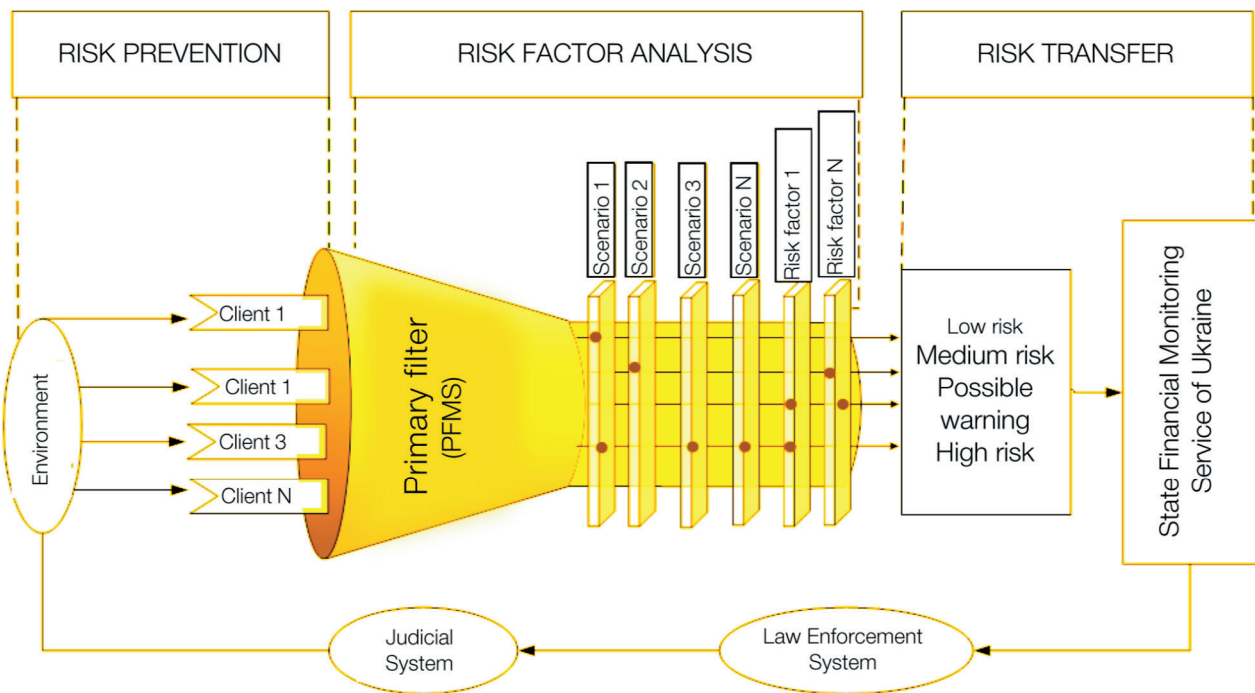 RISK PREVENTION
RISK FACTOR ANALYSIS
RISK TRANSFER
Scenario 1
Scenario 2
Scenario 3
Scenario N
Risk factor 1
Risk factor N
Environment
Client 1
Client 1
Client 3
Client N
Primary filter
(PFMS)
Low risk
Medium risk
Possible
warning
High risk
State Financial Monitoring
Service of Ukraine
Judicial
System
Law Enforcement
System